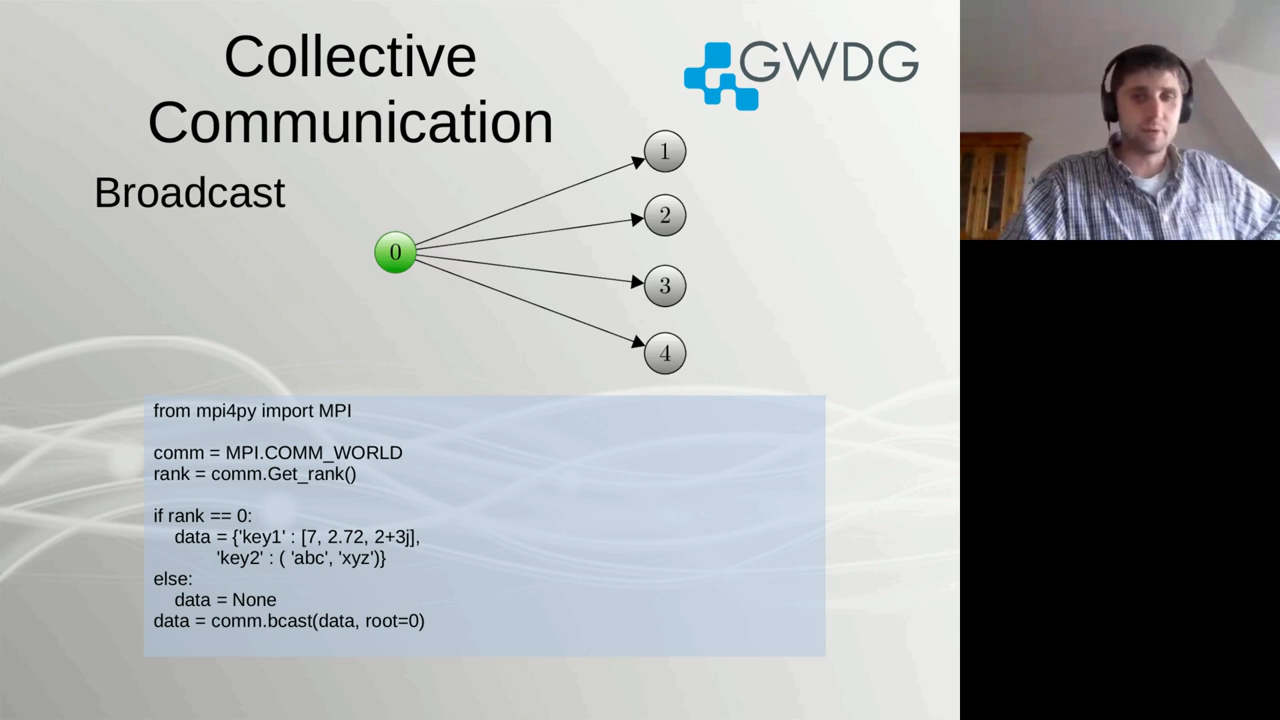 Collective
Communication
GWDG
Broadcast
0
1
2
3
4
from mpi4py import MPI
comm = MPI.COMM_WORLD
rank = comm.Get_rank()
if rank == 0:
    data = {'key1' : [7, 2.72, 2+3j],
            'key2' : ( 'abc', 'xyz')}
else:
    data = None
data = comm.bcast(data, root=0)